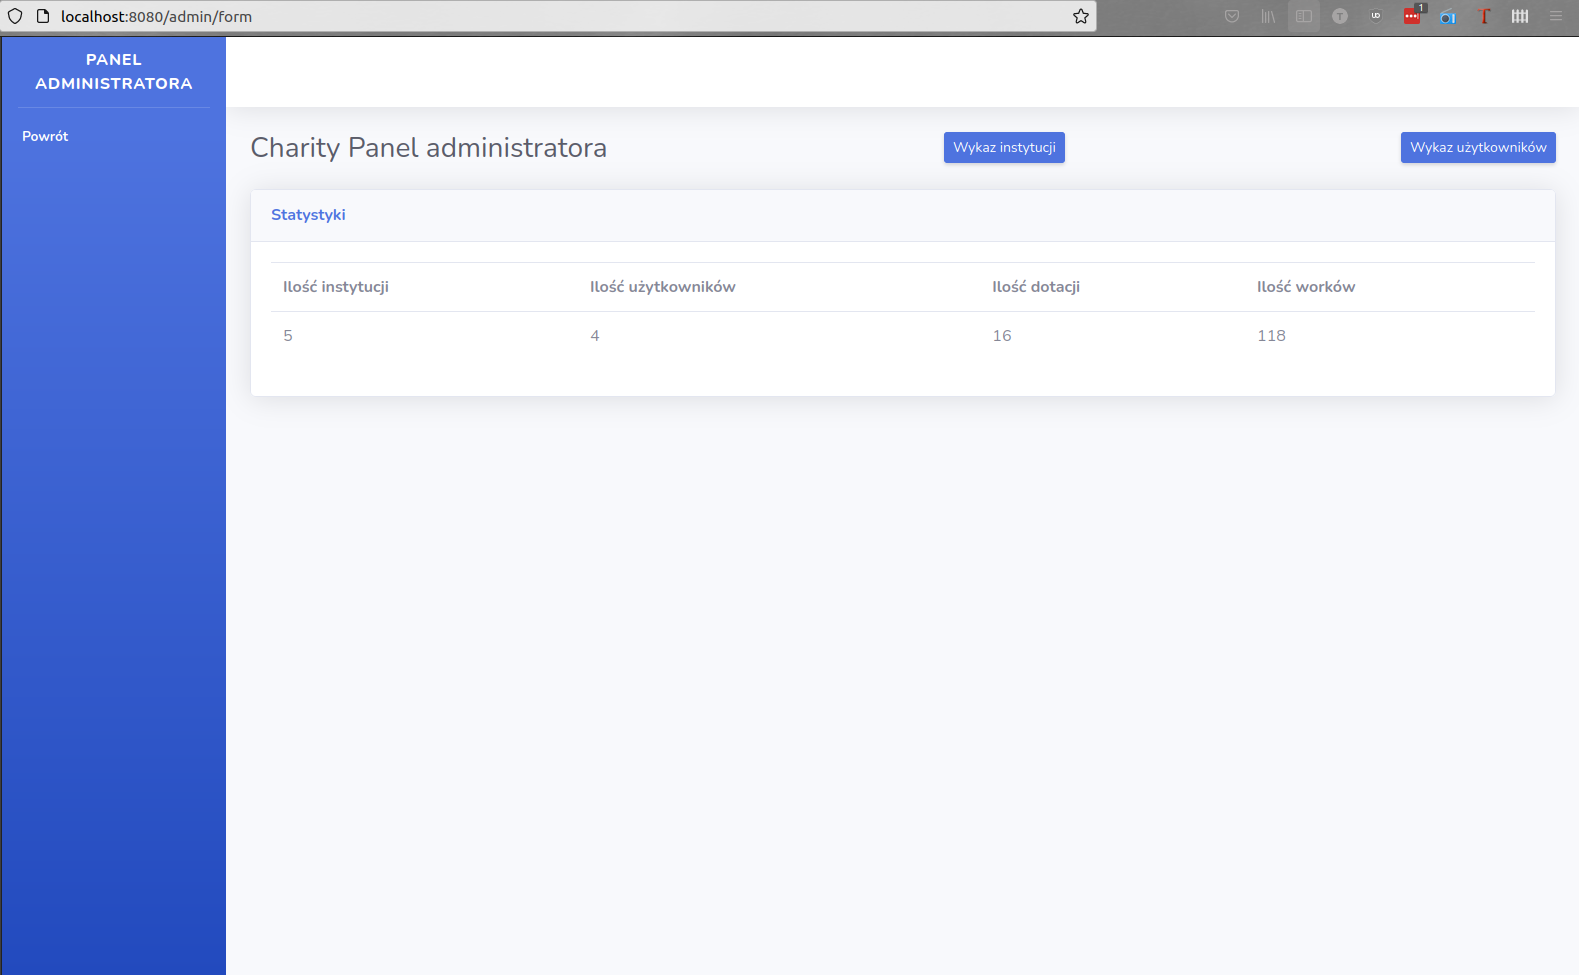 localhost:8080/admin/form
1
PANEL
ADMINISTRATORA
Powrót
Charity Panel administratora
Wykaz instytucji
Wykaz użytkowników
Statystyki
Ilość instytucji Ilość użytkowników Ilość dotacji Ilość worków
5 4 16 118